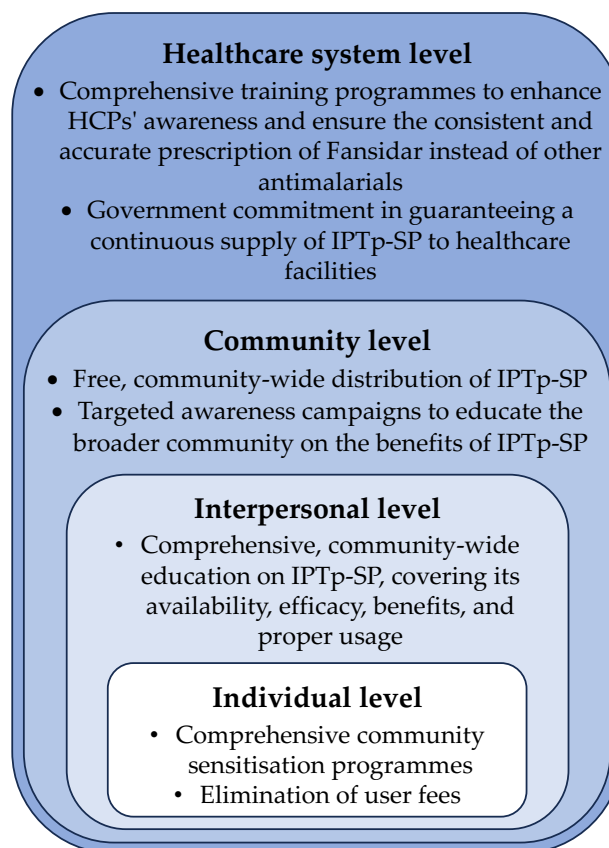 Healthcare system level
• Comprehensive training programmes to enhance
HCPs' awareness and ensure the consistent and
accurate prescription of Fansidar instead of other
antimalarials
• Government commitment in guaranteeing a
continuous supply of IPTp-SP to healthcare
facilities
Community level
• Free, community-wide distribution of IPTp-SP
• Targeted awareness campaigns to educate the
broader community on the benefits of IPTp-SP
Interpersonal level
• Comprehensive, community-wide
education on IPTp-SP, covering its
availability, efficacy, benefits, and
proper usage
Individual level
• Comprehensive community
sensitisation programmes
• Elimination of user fees